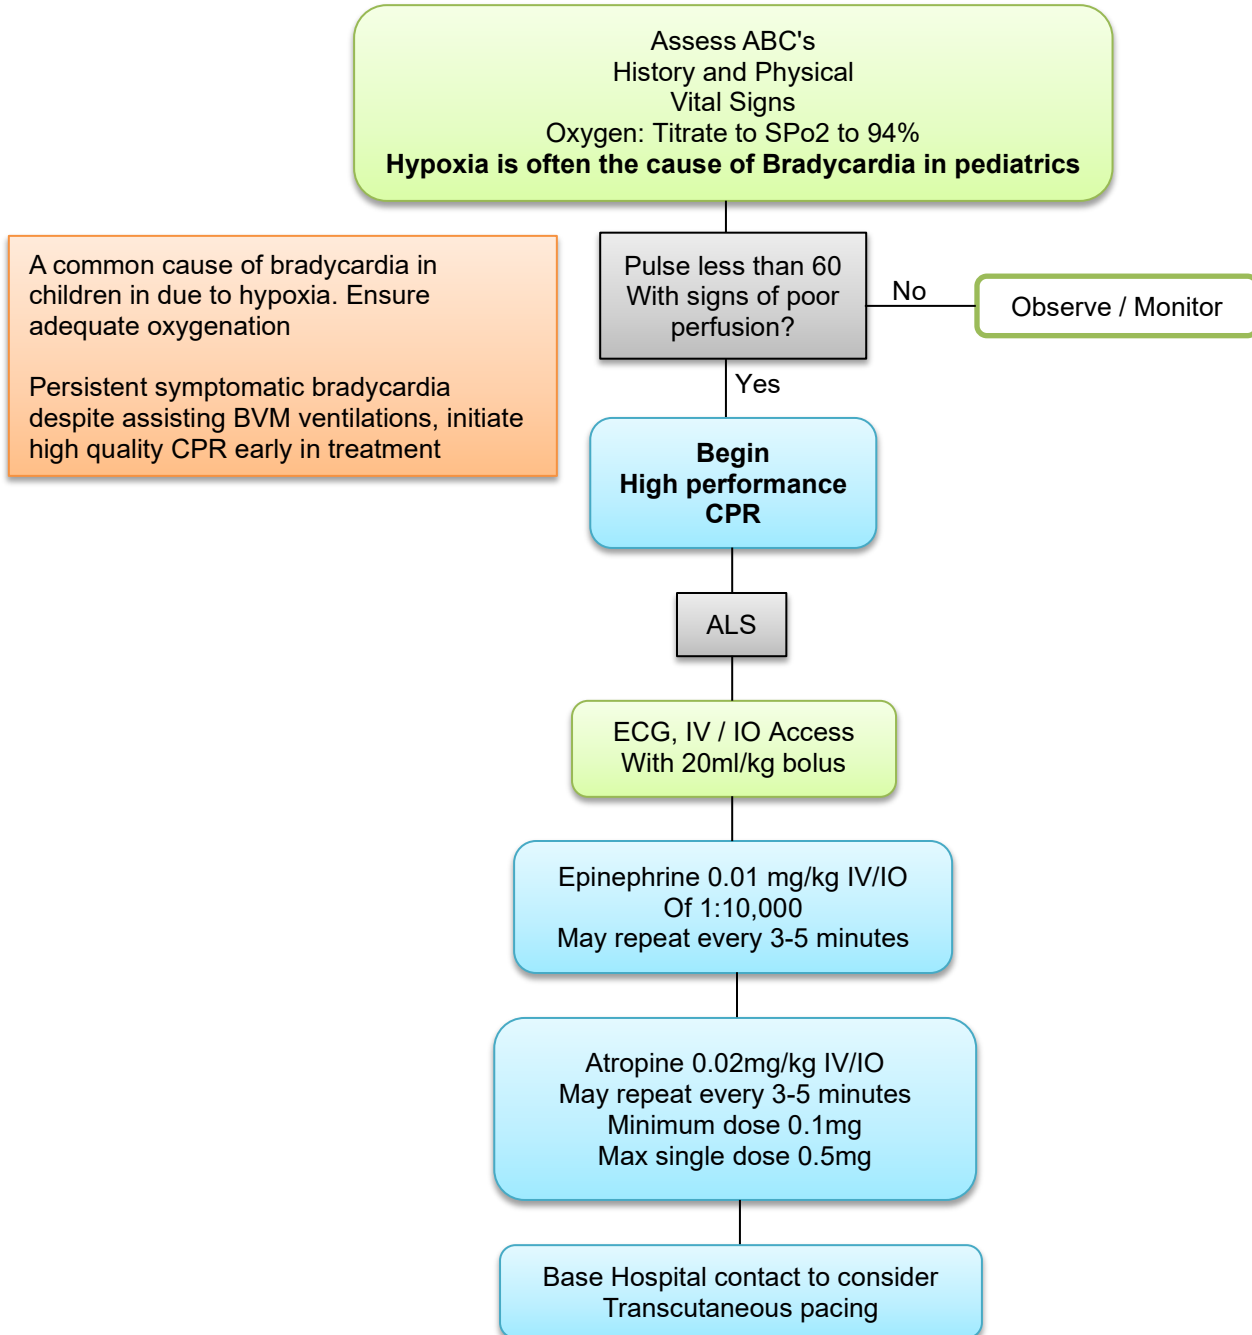 Assess ABC's
History and Physical
Vital Signs
Oxygen: Titrate to SPo2 to 94%
Hypoxia is often the cause of Bradycardia in pediatrics
A common cause of bradycardia in
children in due to hypoxia. Ensure
adequate oxygenation
Persistent symptomatic bradycardia
despite assisting BVM ventilations, initiate
high quality CPR early in treatment
Pulse less than 60
With signs of poor
perfusion?
No
Observe / Monitor
Yes
Begin
High performance
CPR
ALS
ECG, IV / IO Access
With 20ml/kg bolus
Epinephrine 0.01 mg/kg IV/IO
Of 1:10,000
May repeat every 3-5 minutes
Atropine 0.02mg/kg IV/IO
May repeat every 3-5 minutes
Minimum dose 0.1mg
Max single dose 0.5mg
Base Hospital contact to consider
Transcutaneous pacing